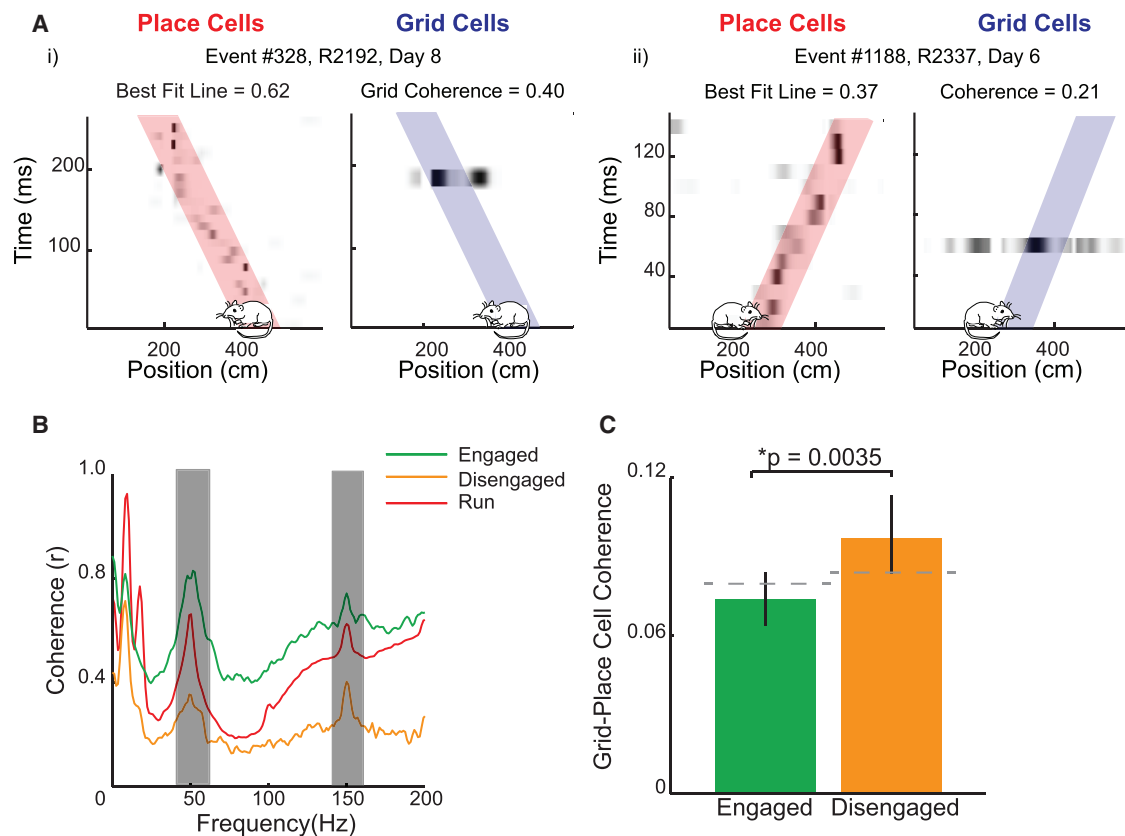 A
Place Cells
Grid Cells
i)
Event #328, R2192, Day 8
Best Fit Line = 0.62
Grid Coherence = 0.40
Time (ms)
200
100
200
400
Position (cm)
200
400
Position (cm)
Place Cells
Grid Cells
ii)
Event #1188, R2337, Day 6
Best Fit Line = 0.37
Coherence = 0.21
Time (ms)
120
80
40
200
400
Position (cm)
200
400
Position (cm)
B
Engaged
Disengaged
Run
Coherence (r)
1.0
0.8
0.4
0
50
100
150
200
Frequency(Hz)
C
*p = 0.0035
Grid-Place Cell Coherence
0.12
0.06
0
Engaged
Disengaged